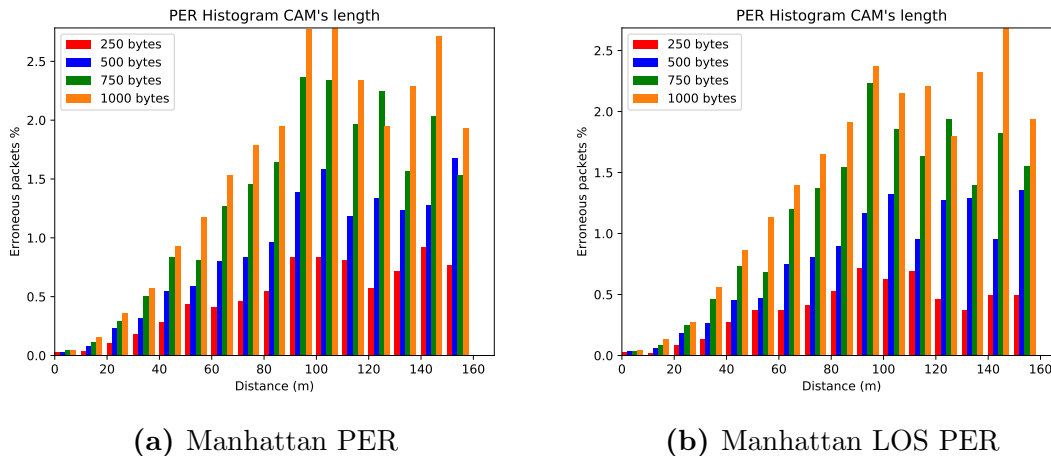 PER Histogram CAM's length
250 bytes
500 bytes
750 bytes
1000 bytes
Erroneous packets %
2.5
2.0
1.5
1.0
0.5
0.0
0 20 40 60 80 100 120 140 160
Distance (m)
(a) Manhattan PER
PER Histogram CAM's length
250 bytes
500 bytes
750 bytes
1000 bytes
Erroneous packets %
2.5
2.0
1.5
1.0
0.5
0.0
0 20 40 60 80 100 120 140 160
Distance (m)
(b) Manhattan LOS PER